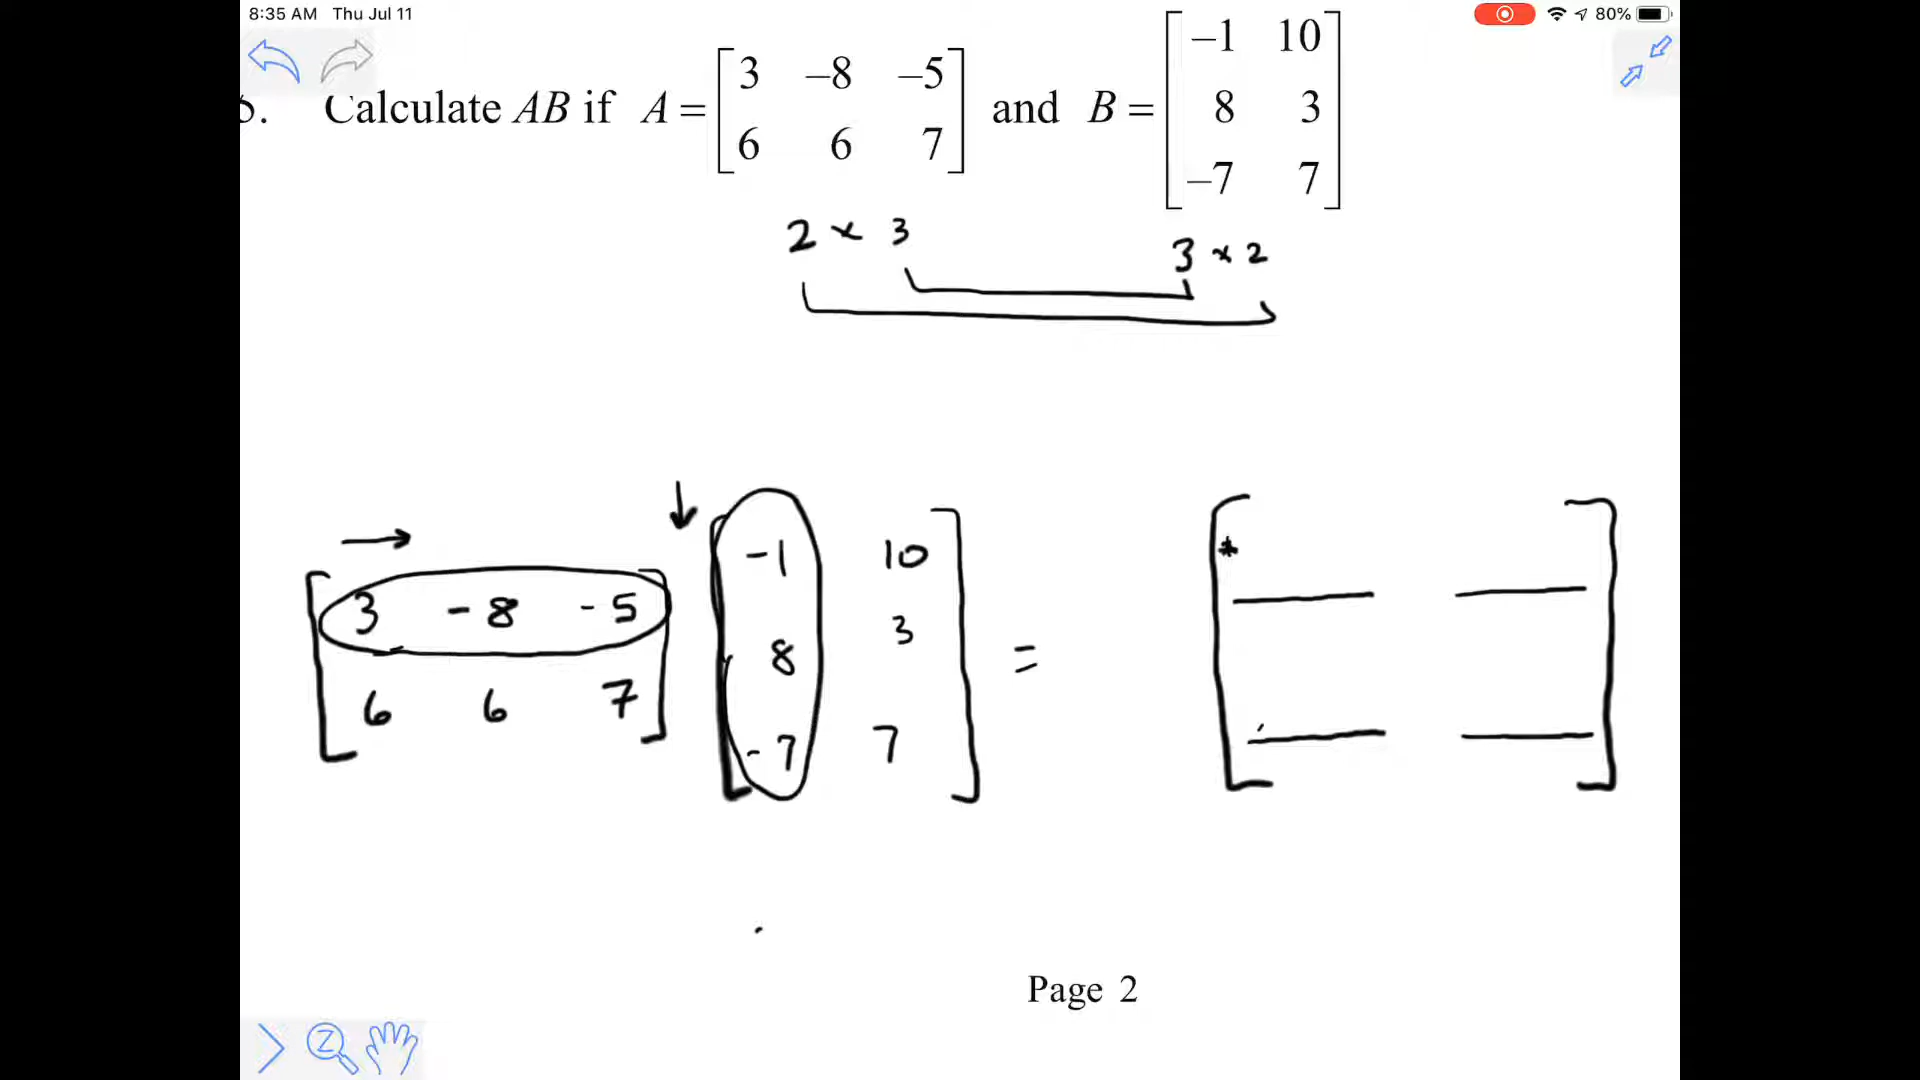 8:35 AM Thu Jul 11 80%
6. Calculate AB if A = [ 3 –8 –5 ] and B = [ –1 10 ]
6 6 7 8 3
–7 7
2 × 3 3 × 2
[ 3 -8 -5 ] [ -1 10 ] = [ * ]
6 6 7 8 3
-7 7
Page 2
Z